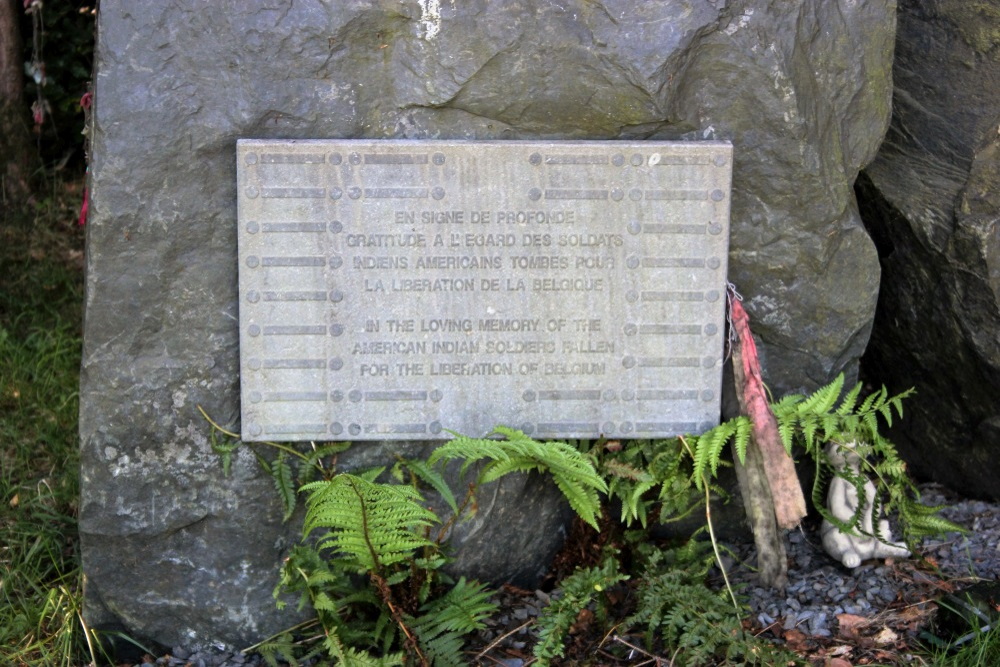 EN SIGNE DE PROFONDE
GRATITUDE A L'EGARD DES SOLDATS
INDIENS AMERICAINS TOMBES POUR
LA LIBERATION DE LA BELGIQUE
IN THE LOVING MEMORY OF THE
AMERICAN INDIAN SOLDIERS FALLEN
FOR THE LIBERATION OF BELGIUM